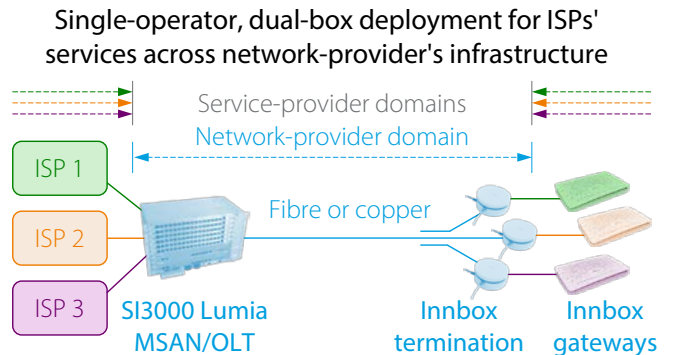 Single-operator, dual-box deployment for ISPs'
services across network-provider's infrastructure
Service-provider domains
Network-provider domain
ISP 1
ISP 2
ISP 3
Fibre or copper
SI3000 Lumia
MSAN/OLT
Innbox
termination
Innbox
gateways